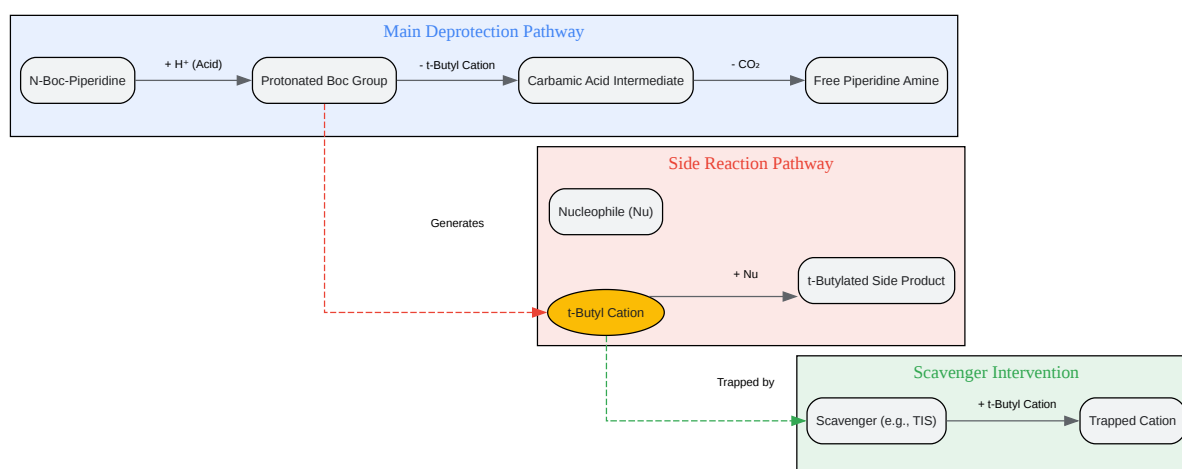 Main Deprotection Pathway
N-Boc-Piperidine
+ H⁺ (Acid)
Protonated Boc Group
- t-Butyl Cation
Carbamic Acid Intermediate
- CO₂
Free Piperidine Amine
Side Reaction Pathway
Nucleophile (Nu)
Generates
t-Butyl Cation
+ Nu
t-Butylated Side Product
Trapped by
Scavenger Intervention
Scavenger (e.g., TIS)
+ t-Butyl Cation
Trapped Cation